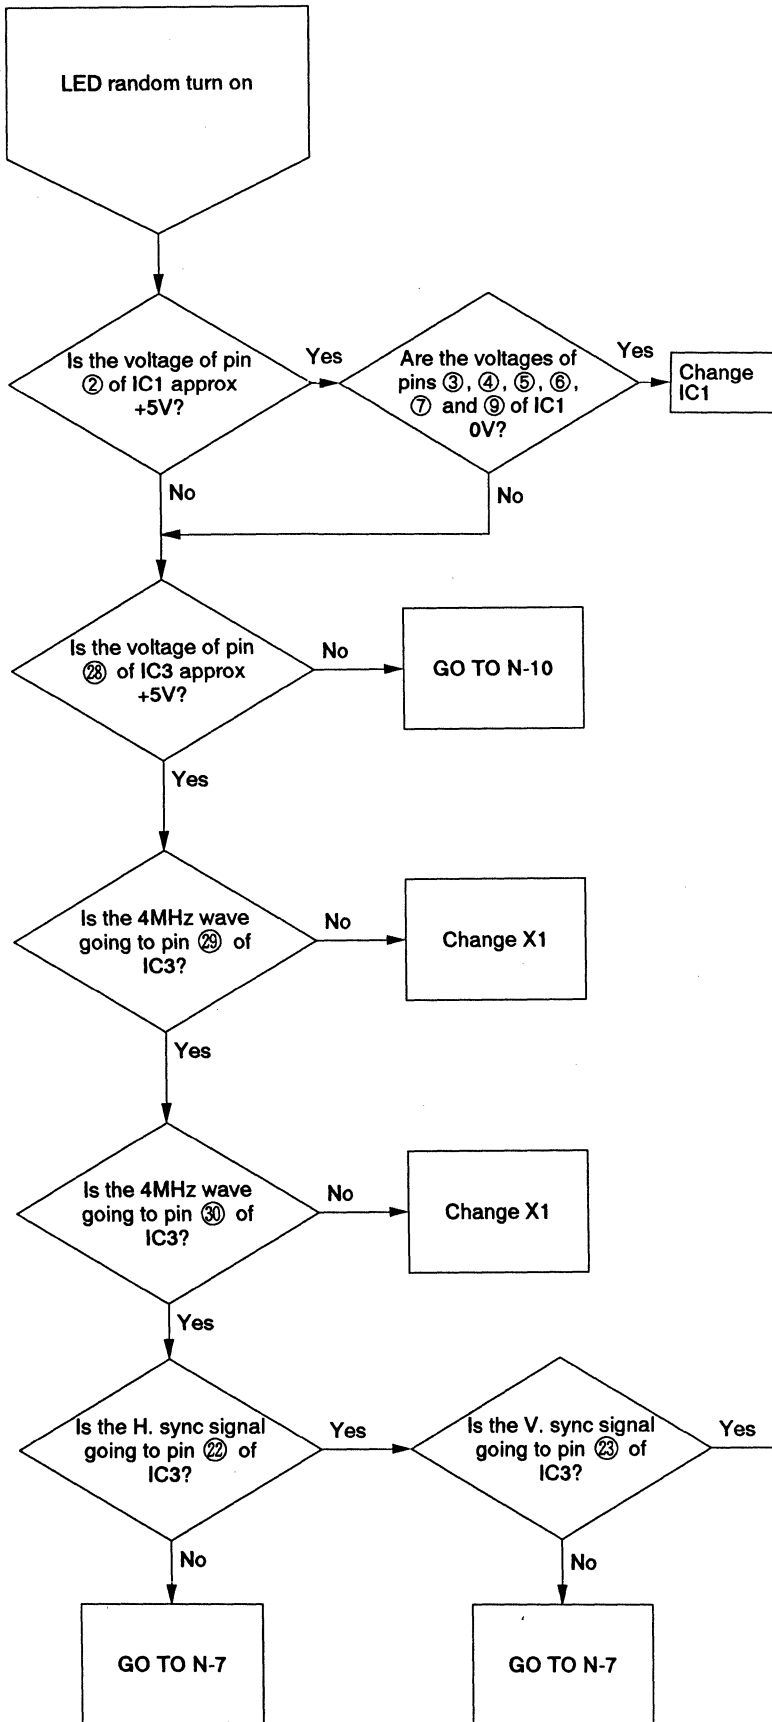 LED random turn on
Is the voltage of pin
② of IC1 approx
+5V?
Yes
Are the voltages of
pins ③, ④, ⑤, ⑥,
⑦ and ⑨ of IC1
0V?
Yes
Change
IC1
No
No
Is the voltage of pin
㉘ of IC3 approx
+5V?
No
GO TO N-10
Yes
Is the 4MHz wave
going to pin ㉙ of
IC3?
No
Change X1
Yes
Is the 4MHz wave
going to pin ㉚ of
IC3?
No
Change X1
Yes
Is the H. sync signal
going to pin ㉒ of
IC3?
Yes
Is the V. sync signal
going to pin ㉓ of
IC3?
Yes
No
No
GO TO N-7
GO TO N-7